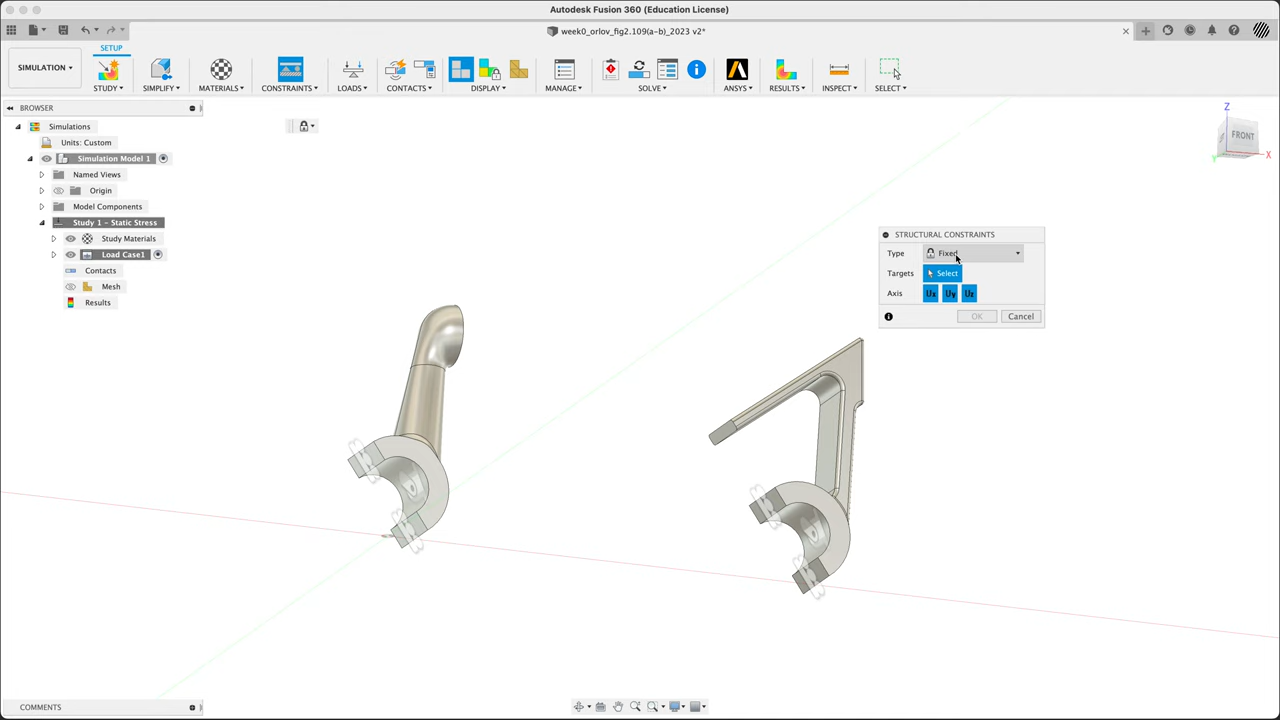 Autodesk Fusion 360 (Education License)
week0_orlov_fig2.109(a-b)_2023 v2*
SETUP
SIMULATION
STUDY
SIMPLIFY
MATERIALS
CONSTRAINTS
LOADS
CONTACTS
DISPLAY
MANAGE
SOLVE
ANSYS
RESULTS
INSPECT
SELECT
BROWSER
Simulations
Units: Custom
Simulation Model 1
Named Views
Origin
Model Components
Study 1 - Static Stress
Study Materials
Load Case1
Contacts
Mesh
Results
Z
FRONT
X
Y
STRUCTURAL CONSTRAINTS
Type Fixed
Targets Select
Axis Ux Uy Uz
OK Cancel
COMMENTS